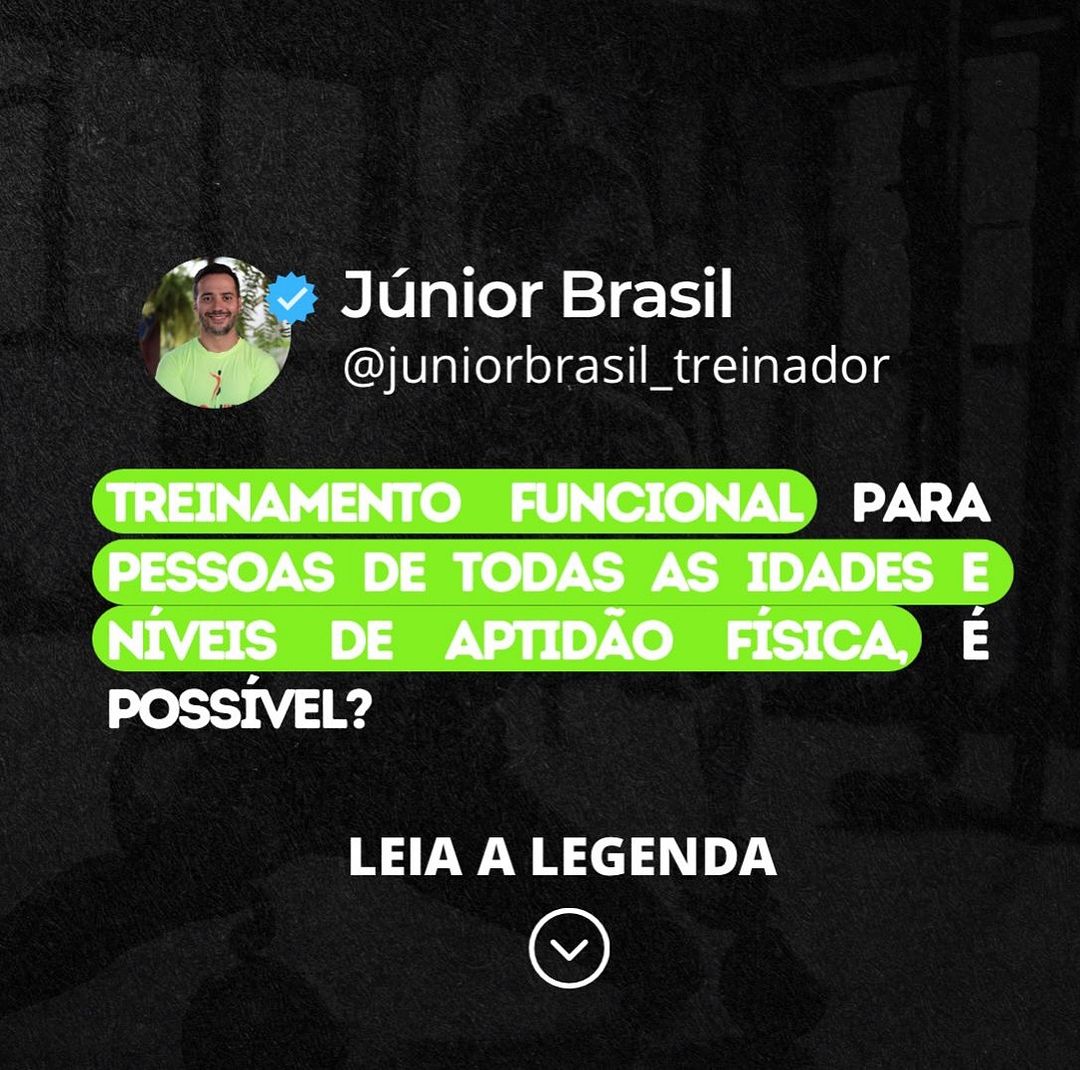 Júnior Brasil
@juniorbrasil_treinador
TREINAMENTO FUNCIONAL PARA
PESSOAS DE TODAS AS IDADES E
NÍVEIS DE APTIDÃO FÍSICA, É
POSSÍVEL?
LEIA A LEGENDA